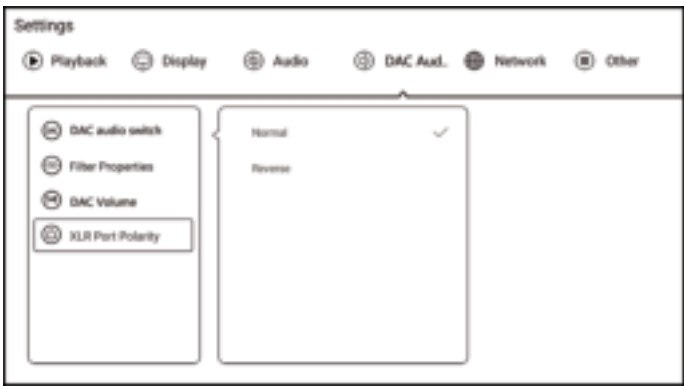 Settings
Playback Display Audio DAC Aud.. Network Other
DAC audio switch
Filter Properties
DAC Volume
XLR Port Polarity
Normal
Reverse